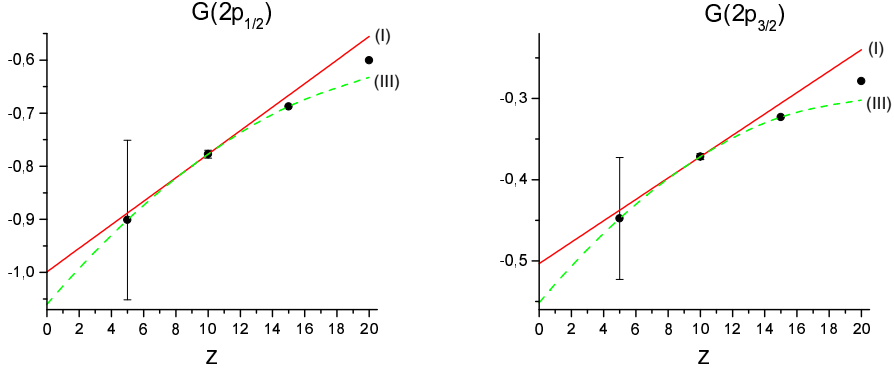 G(2p1/2)
(I)
(III)
-0,6
-0,7
-0,8
-0,9
-1,0
0 2 4 6 8 10 12 14 16 18 20
Z
G(2p3/2)
(I)
(III)
-0,3
-0,4
-0,5
0 2 4 6 8 10 12 14 16 18 20
Z